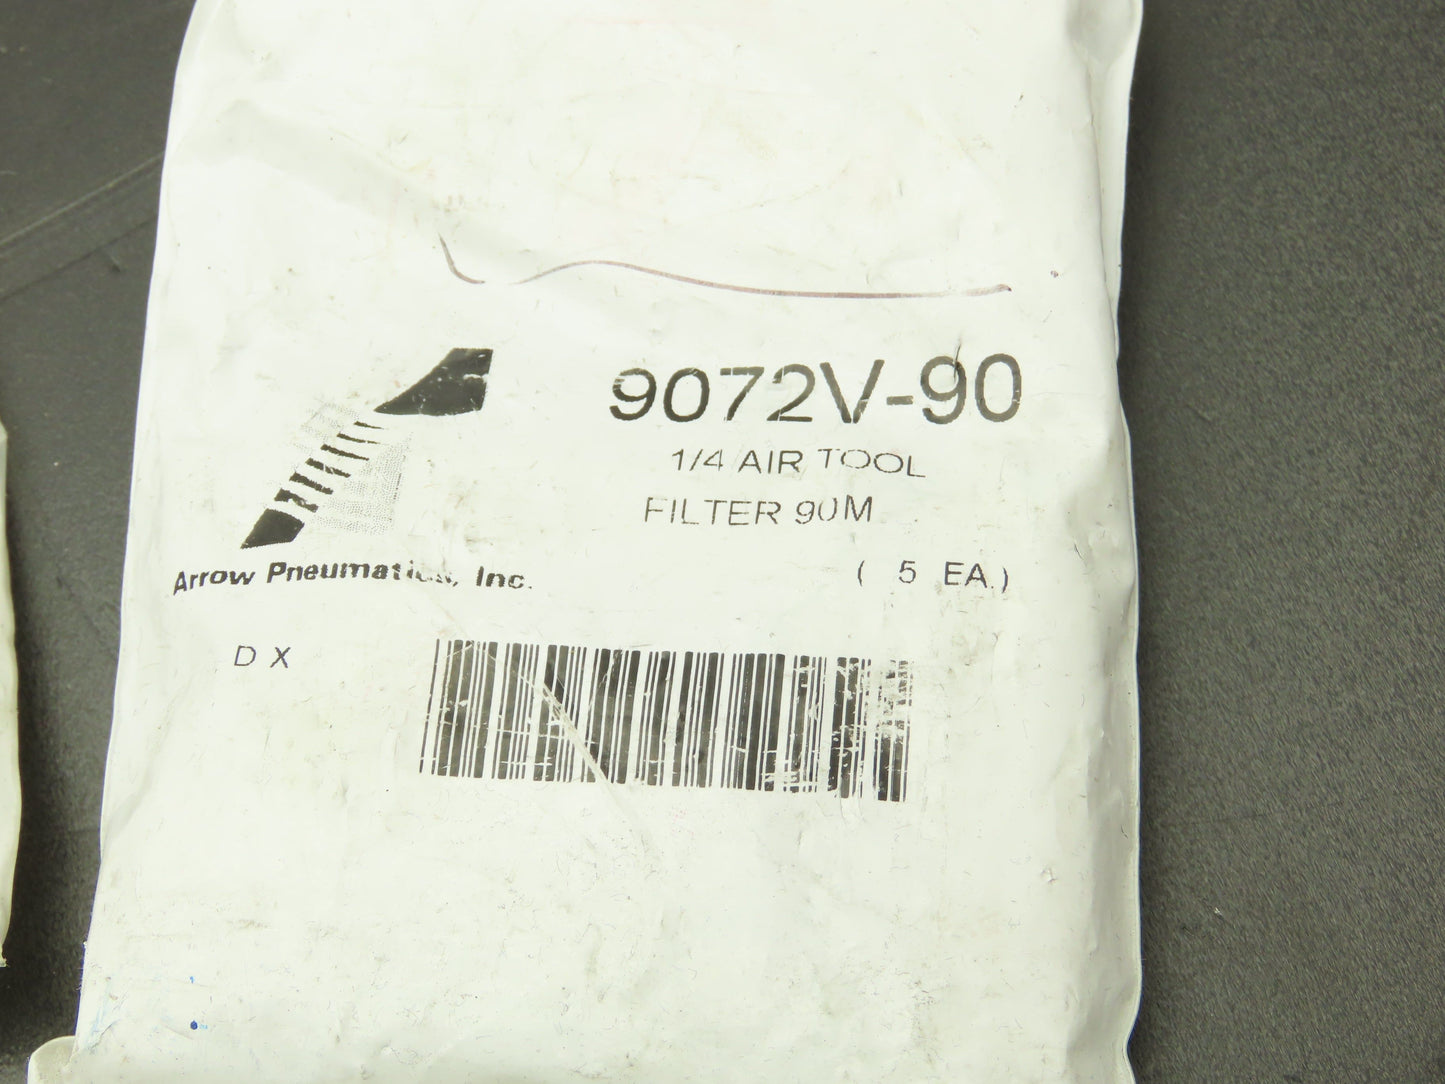 9072V-90
1/4 AIR TOOL
FILTER 90M
Arrow Pneumatics, Inc.
( 5 EA.)
D X